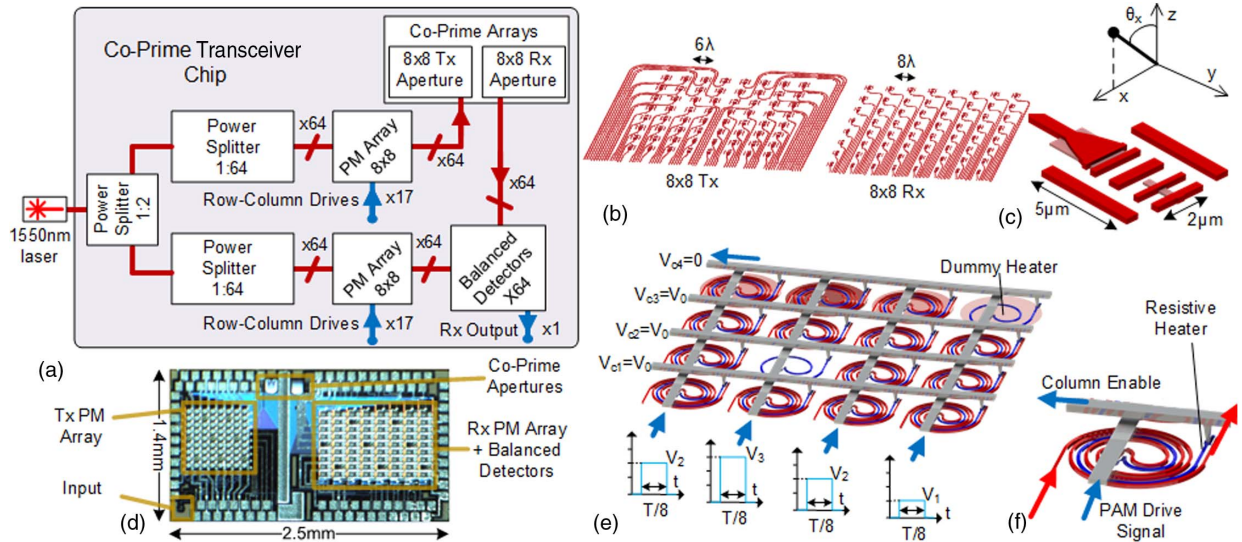 Co-Prime Transceiver
Chip
Co-Prime Arrays
8x8 Tx
Aperture
8x8 Rx
Aperture
Power
Splitter
1:64
x64
PM Array
8x8
x64
x64
Row-Column Drives
x17
Power
Splitter
1:2
1550nm
laser
Power
Splitter
1:64
x64
PM Array
8x8
x64
Balanced
Detectors
X64
Row-Column Drives
x17
Rx Output
x1
(a)
6λ
8λ
8x8 Tx
8x8 Rx
(b)
θx
z
y
x
5μm
2μm
(c)
Co-Prime
Apertures
Tx PM
Array
1.4mm
Rx PM Array
+ Balanced
Detectors
Input
(d)
2.5mm
Vc4=0
Vc3=V0
Vc2=V0
Vc1=V0
Dummy Heater
V2
t
T/8
V3
t
T/8
V2
t
T/8
V1
t
T/8
(e)
Resistive
Heater
Column Enable
PAM Drive
Signal
(f)